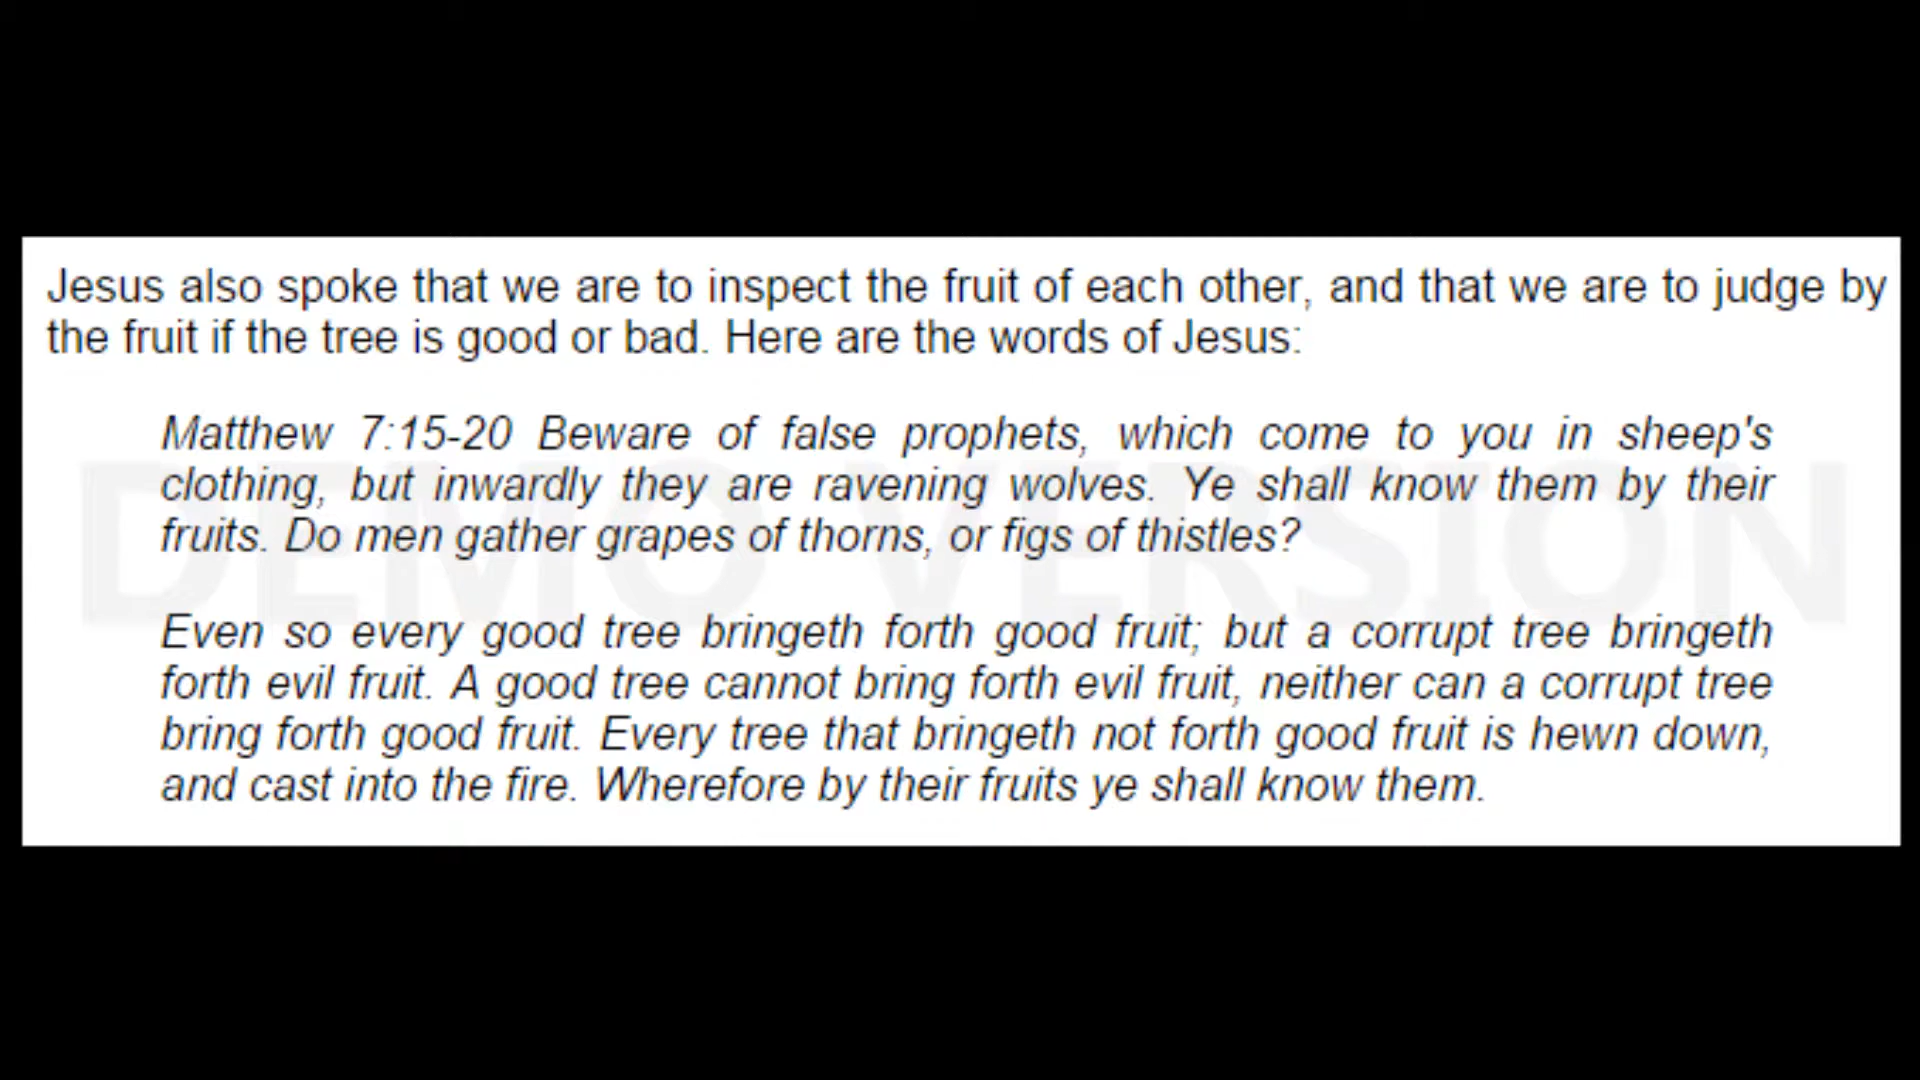 Jesus also spoke that we are to inspect the fruit of each other, and that we are to judge by
the fruit if the tree is good or bad. Here are the words of Jesus:
Matthew 7:15-20 Beware of false prophets, which come to you in sheep's
clothing, but inwardly they are ravening wolves. Ye shall know them by their
fruits. Do men gather grapes of thorns, or figs of thistles?
DEMO VERSION
Even so every good tree bringeth forth good fruit; but a corrupt tree bringeth
forth evil fruit. A good tree cannot bring forth evil fruit, neither can a corrupt tree
bring forth good fruit. Every tree that bringeth not forth good fruit is hewn down,
and cast into the fire. Wherefore by their fruits ye shall know them.